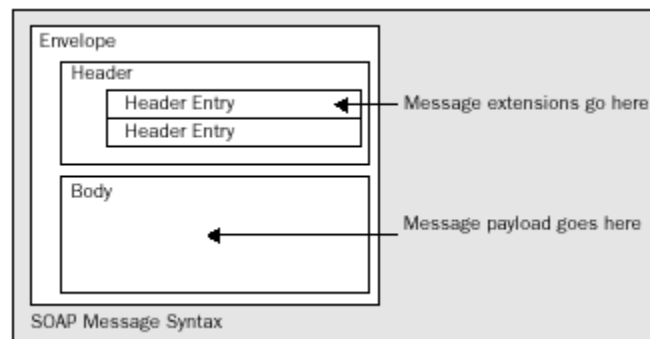 Envelope
Header
Header Entry
Message extensions go here
Header Entry
Body
Message payload goes here
SOAP Message Syntax